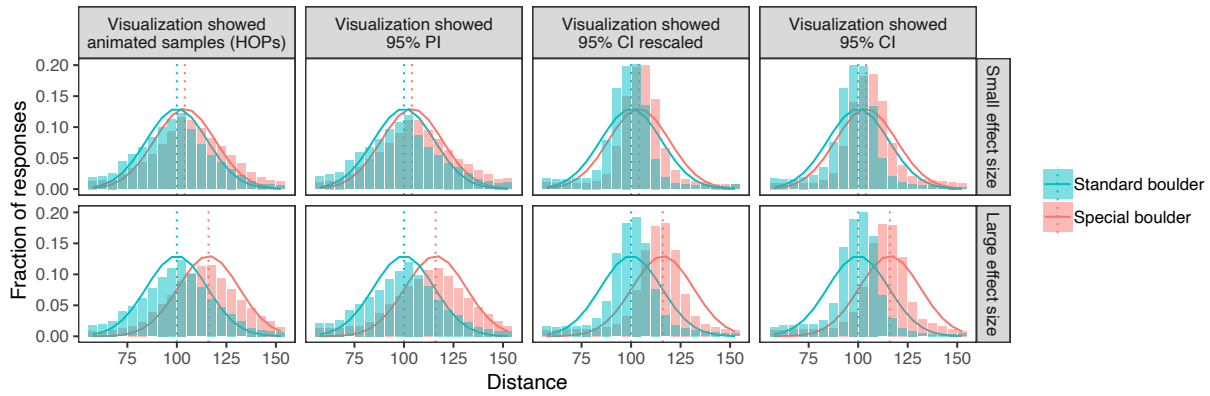 Visualization showed
animated samples (HOPs)
Visualization showed
95% PI
Visualization showed
95% CI rescaled
Visualization showed
95% CI
Fraction of responses
0.20
0.15
0.10
0.05
0.00
Small effect size
0.20
0.15
0.10
0.05
0.00
Large effect size
75 100 125 150
75 100 125 150
75 100 125 150
75 100 125 150
Distance
Standard boulder
Special boulder